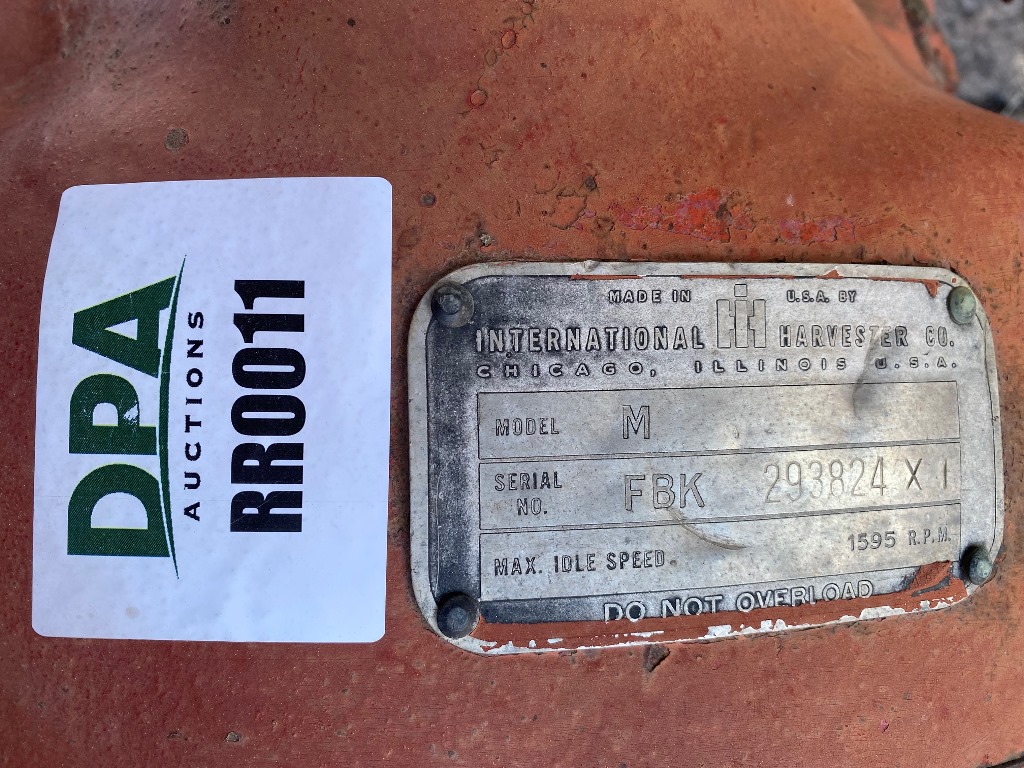 DPA
AUCTIONS
RR0011
MADE IN IH U.S.A. BY
INTERNATIONAL HARVESTER CO.
CHICAGO, ILLINOIS U.S.A.
MODEL M
SERIAL NO. FBK 293824 X 1
MAX. IDLE SPEED 1595 R.P.M.
DO NOT OVERLOAD